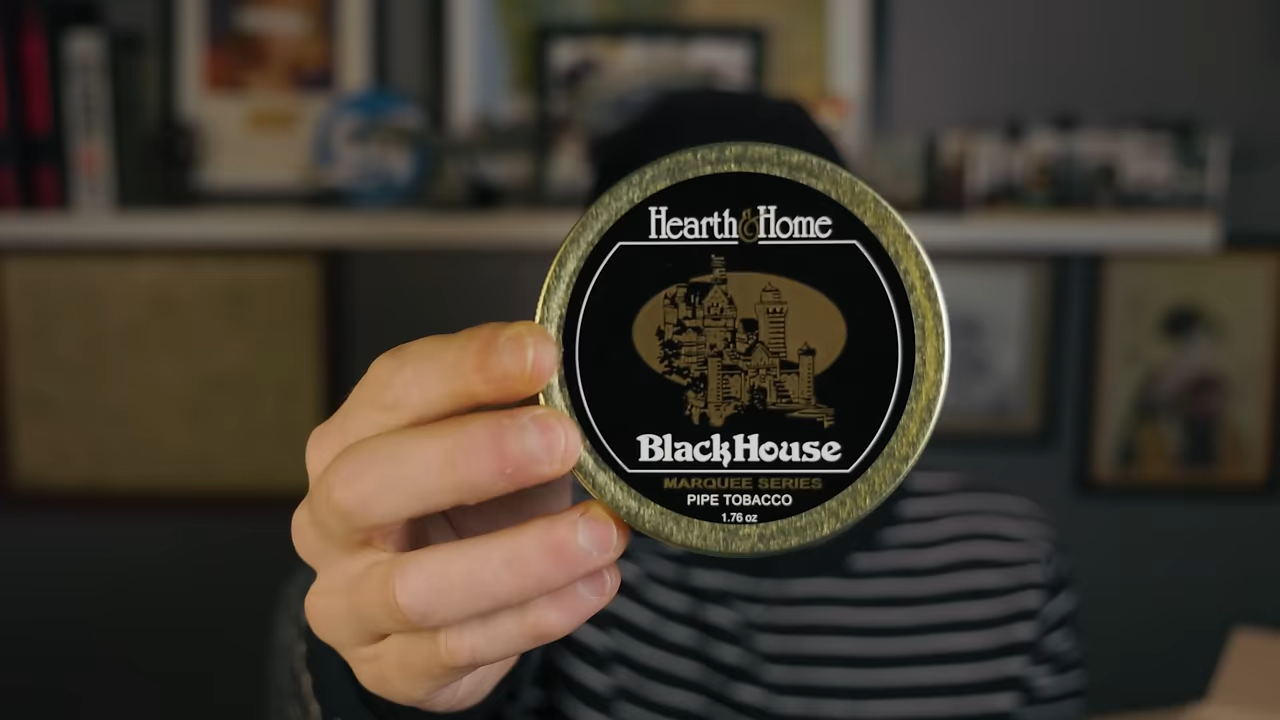 Hearth & Home
BlackHouse
MARQUEE SERIES
PIPE TOBACCO
1.76 oz